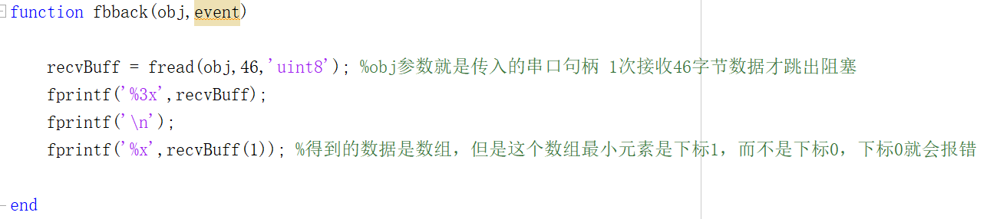 function fbback(obj,event)
recvBuff = fread(obj,46,'uint8'); %obj参数就是传入的串口句柄 1次接收46字节数据才跳出阻塞
fprintf('%3x',recvBuff);
fprintf('\n');
fprintf('%x',recvBuff(1)); %得到的数据是数组，但是这个数组最小元素是下标1，而不是下标0，下标0就会报错
end